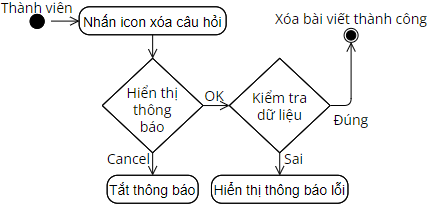 Thành viên
Xóa bài viết thành công
Nhấn icon xóa câu hỏi
Hiển thị
thông
báo
OK
Kiểm tra
dữ liệu
Đúng
Cancel
Sai
Tắt thông báo
Hiển thị thông báo lỗi